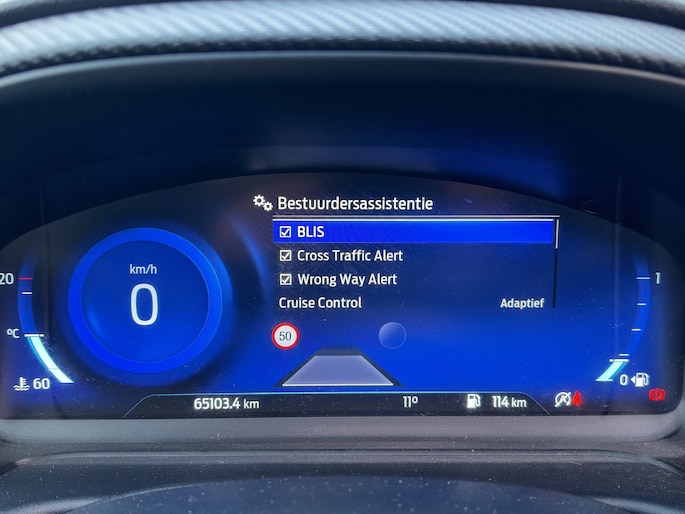 Bestuurdersassistentie
BLIS
Cross Traffic Alert
Wrong Way Alert
Cruise Control Adaptief
km/h
0
20
°C
60
50
1
0
65103.4 km 11° 114 km